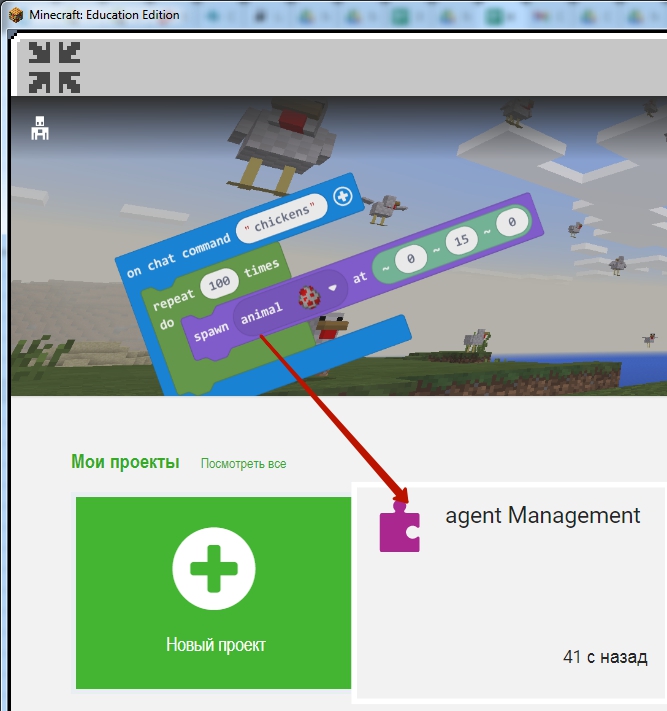 Minecraft: Education Edition
on chat command "chickens"
repeat 100 times
do
spawn animal at ~ 0 ~ 15 ~ 0
Мои проекты Посмотреть все
agent Management
Новый проект
41 с назад